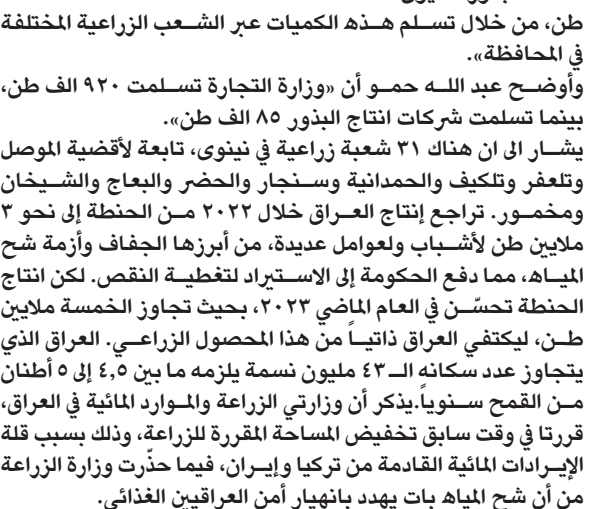 طن، من خلال تسلم هذه الكميات عبر الشعب الزراعية المختلفة
في المحافظة».
وأوضح عبد الله حمو أن «وزارة التجارة تسلمت ٩٢٠ الف طن،
بينما تسلمت شركات انتاج البذور ٨٥ الف طن».
يشار الى ان هناك ٣١ شعبة زراعية في نينوى، تابعة لأقضية الموصل
وتلعفر وتلكيف والحمدانية وسنجار والحضر والبعاج والشيخان
ومخمور. تراجع إنتاج العراق خلال ٢٠٢٢ من الحنطة إلى نحو ٣
ملايين طن لأشباب ولعوامل عديدة، من أبرزها الجفاف وأزمة شح
المياه، مما دفع الحكومة إلى الاستيراد لتغطية النقص. لكن انتاج
الحنطة تحسّن في العام الماضي ٢٠٢٣، بحيث تجاوز الخمسة ملايين
طن، ليكتفي العراق ذاتياً من هذا المحصول الزراعي. العراق الذي
يتجاوز عدد سكانه الـ ٤٣ مليون نسمة يلزمه ما بين ٤,٥ إلى ٥ أطنان
من القمح سنوياً.يذكر أن وزارتي الزراعة والموارد المائية في العراق،
قررتا في وقت سابق تخفيض المساحة المقررة للزراعة، وذلك بسبب قلة
الإيرادات المائية القادمة من تركيا وإيران، فيما حذّرت وزارة الزراعة
من أن شح المياه بات يهدد بانهيار أمن العراقيين الغذائي.